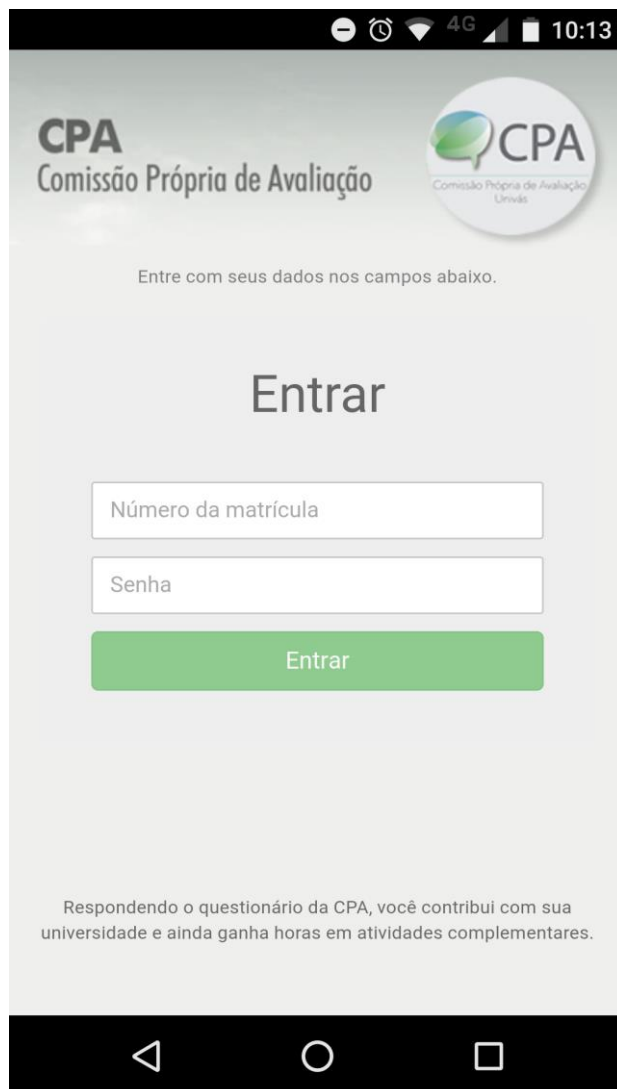 4G 10:13
CPA
Comissão Própria de Avaliação
CPA
Comissão Própria de Avaliação
Univás
Entre com seus dados nos campos abaixo.
Entrar
Número da matrícula
Senha
Entrar
Respondendo o questionário da CPA, você contribui com sua
universidade e ainda ganha horas em atividades complementares.